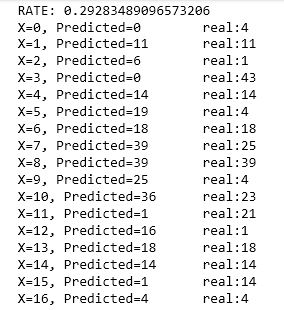 RATE: 0.29283489096573206
X=0, Predicted=0 real:4
X=1, Predicted=11 real:11
X=2, Predicted=6 real:1
X=3, Predicted=0 real:43
X=4, Predicted=14 real:14
X=5, Predicted=19 real:4
X=6, Predicted=18 real:18
X=7, Predicted=39 real:25
X=8, Predicted=39 real:39
X=9, Predicted=25 real:4
X=10, Predicted=36 real:23
X=11, Predicted=1 real:21
X=12, Predicted=16 real:1
X=13, Predicted=18 real:18
X=14, Predicted=14 real:14
X=15, Predicted=1 real:14
X=16, Predicted=4 real:4